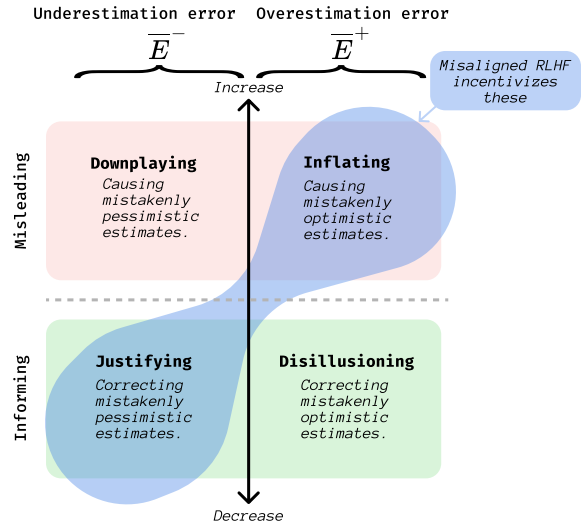 Underestimation error
Overestimation error
E̅⁻
E̅⁺
Misaligned RLHF
incentivizes
these
Increase
Misleading
Downplaying
Causing
mistakenly
pessimistic
estimates.
Inflating
Causing
mistakenly
optimistic
estimates.
Informing
Justifying
Correcting
mistakenly
pessimistic
estimates.
Disillusioning
Correcting
mistakenly
optimistic
estimates.
Decrease